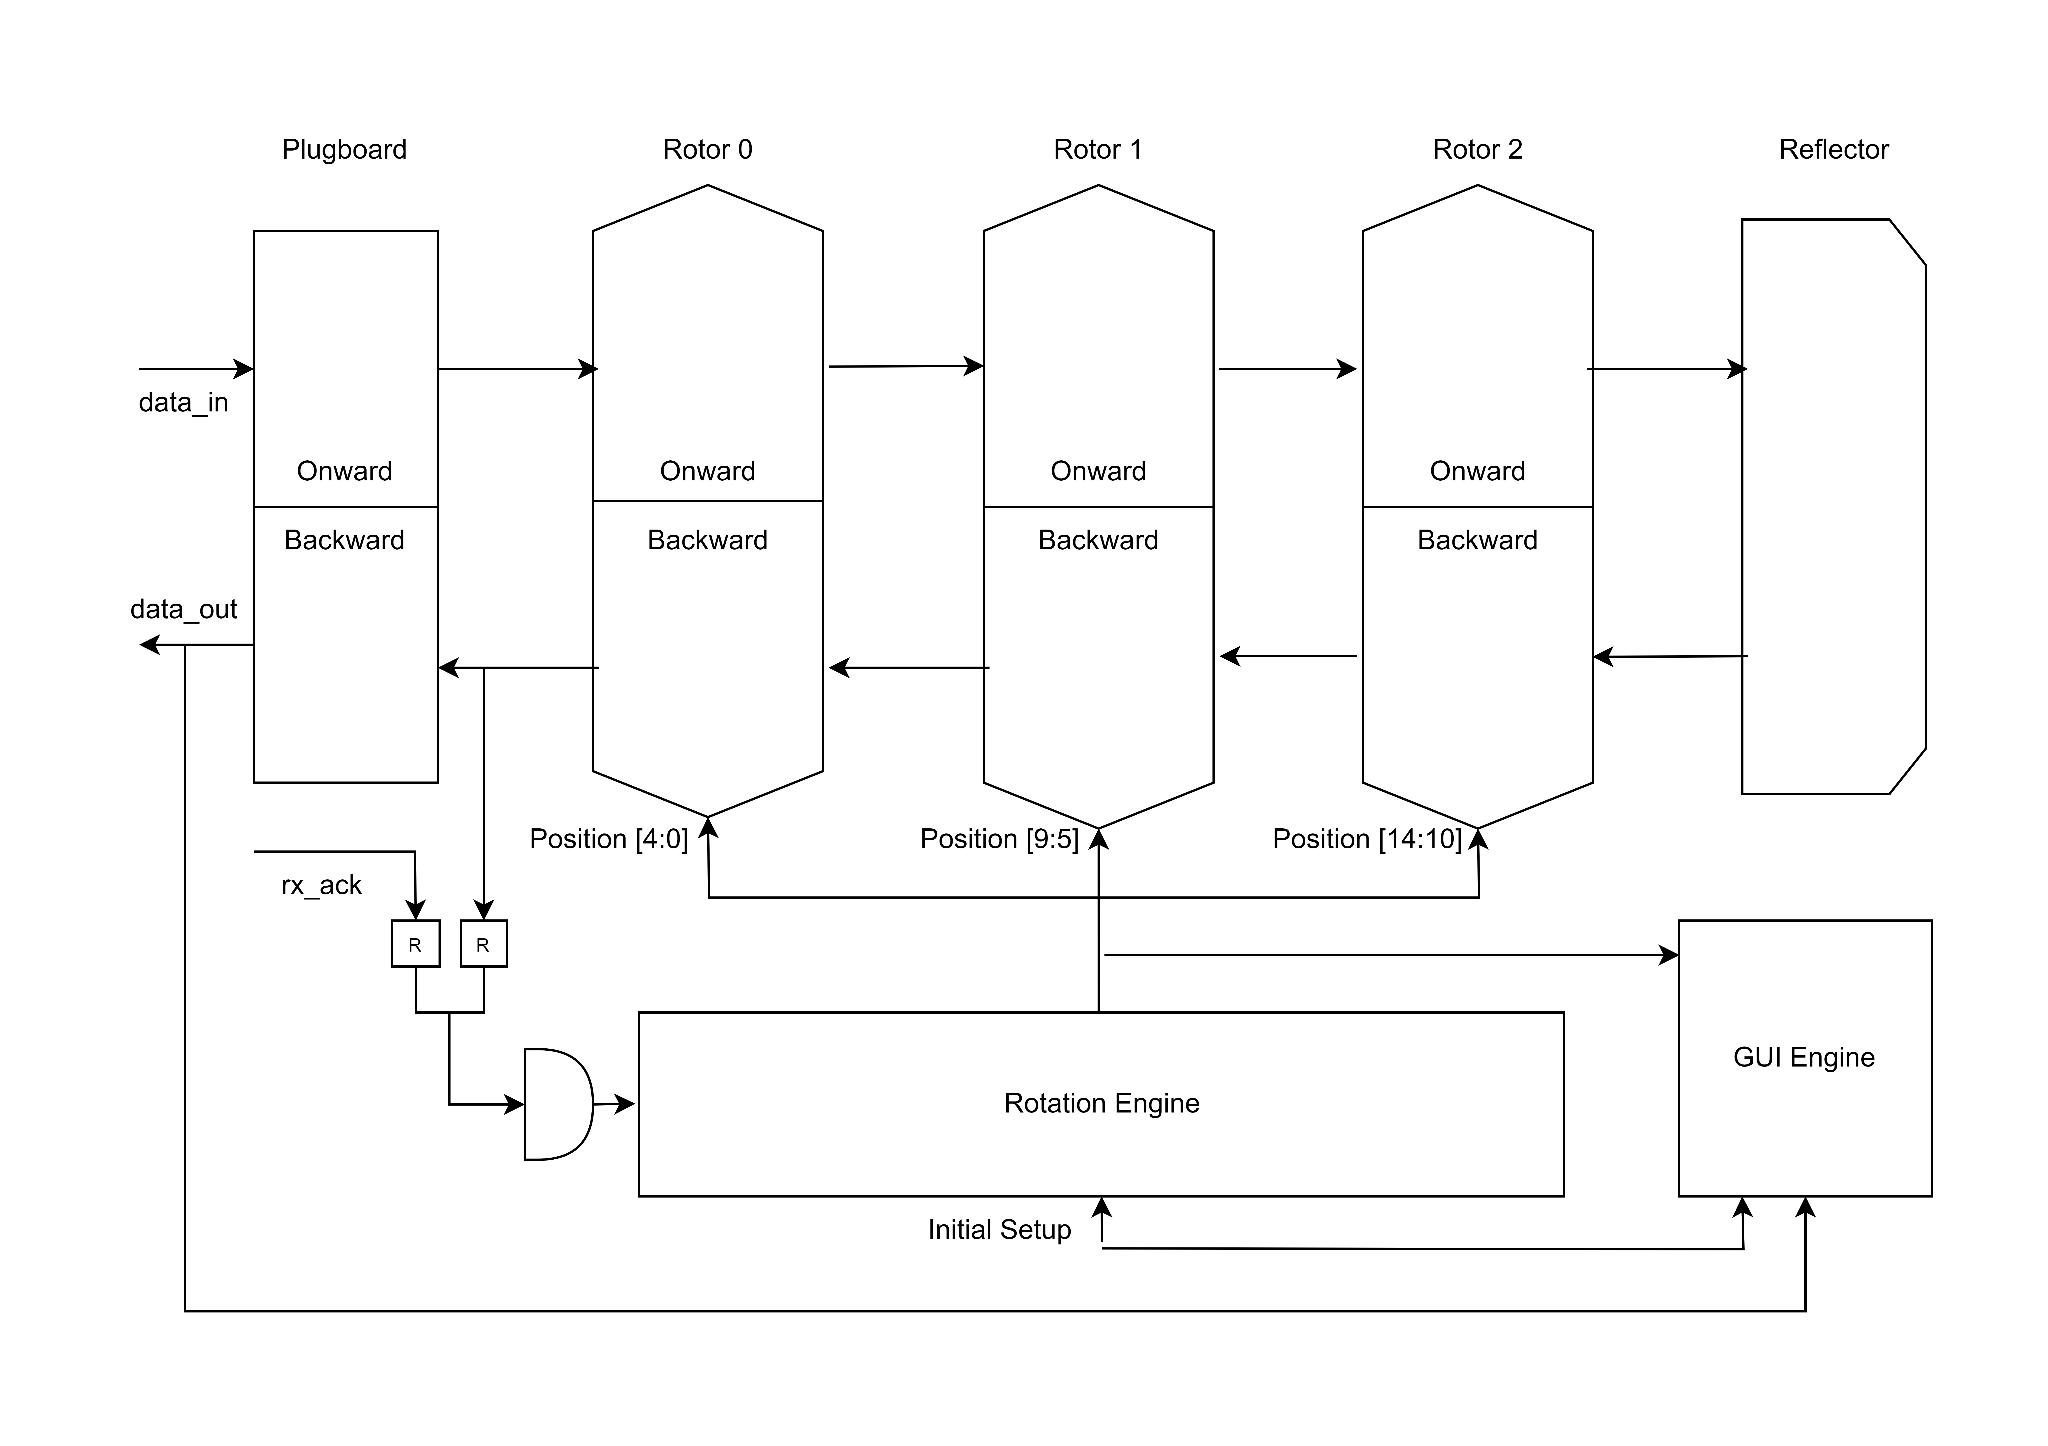 Plugboard
Rotor 0
Rotor 1
Rotor 2
Reflector
data_in
Onward
Onward
Onward
Onward
Backward
Backward
Backward
Backward
data_out
Position [4:0]
Position [9:5]
Position [14:10]
rx_ack
R
R
GUI Engine
Rotation Engine
Initial Setup